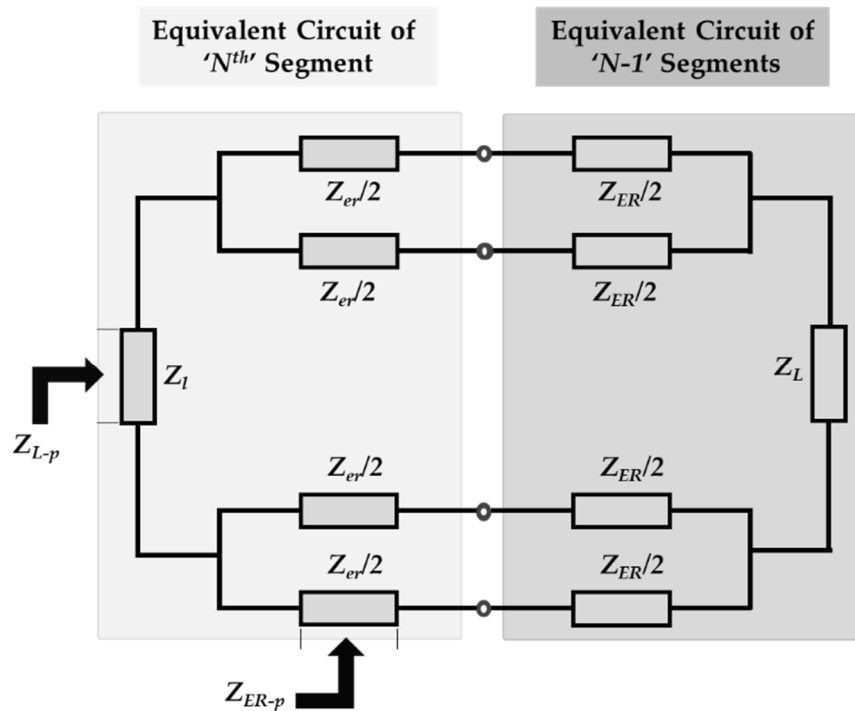 Equivalent Circuit of
‘Nth’ Segment
Equivalent Circuit of
‘N-1’ Segments
Zer/2
ZER/2
Zer/2
ZER/2
Zl
ZL
ZL-p
Zer/2
ZER/2
Zer/2
ZER/2
ZER-p